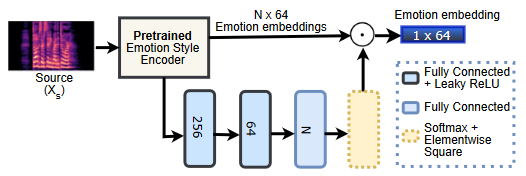 Source
(Xs)
Pretrained
Emotion Style
Encoder
N x 64
Emotion embeddings
Emotion embedding
1 x 64
256
64
N
Fully Connected
+ Leaky ReLU
Fully Connected
Softmax +
Elementwise
Square